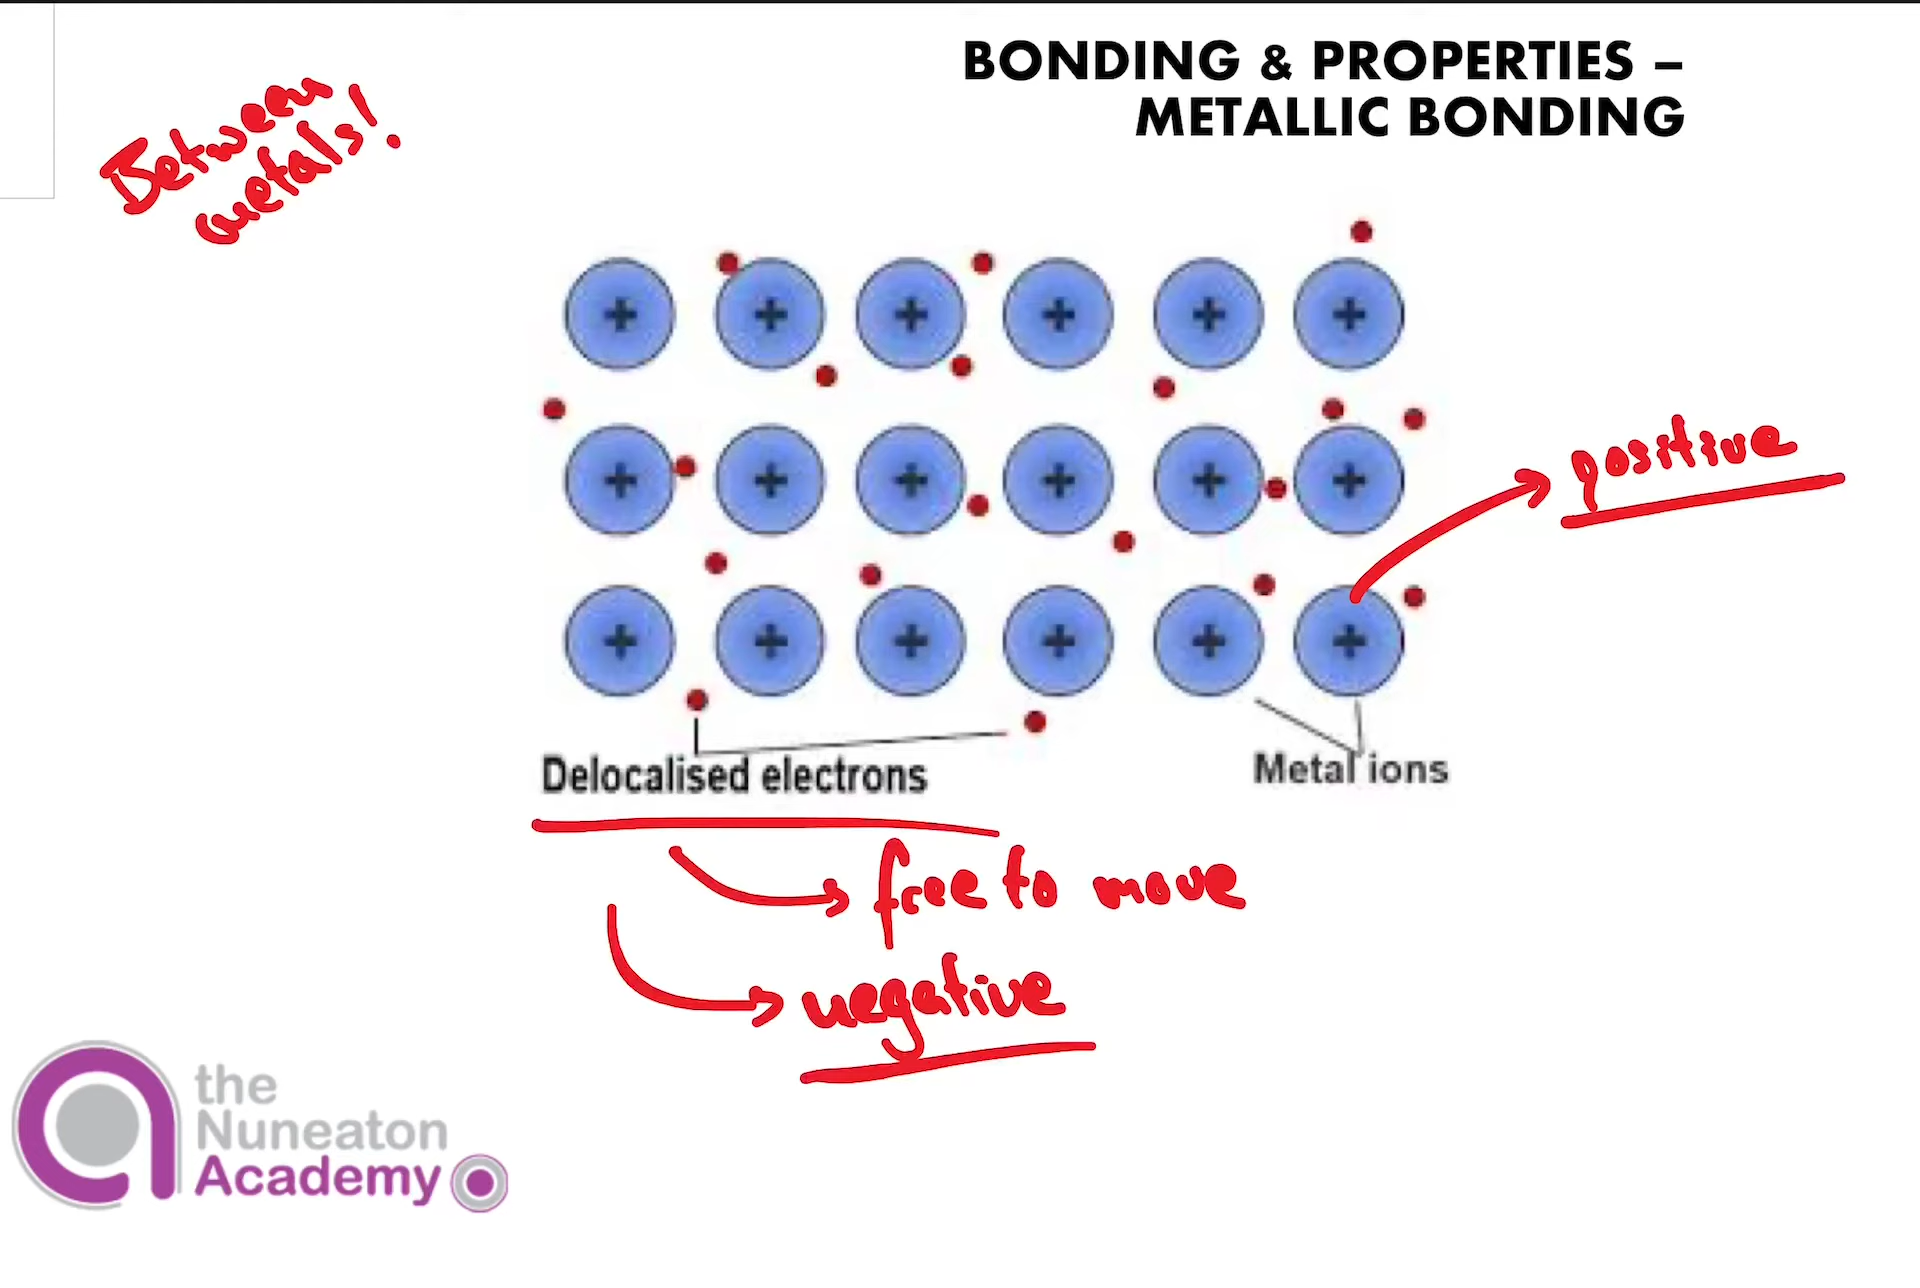 BONDING & PROPERTIES –
METALLIC BONDING
Between
metals!
+ + + + + +
+ + + + + +
positive
+ + + + + +
Delocalised electrons
Metal ions
free to move
negative
the
Nuneaton
Academy